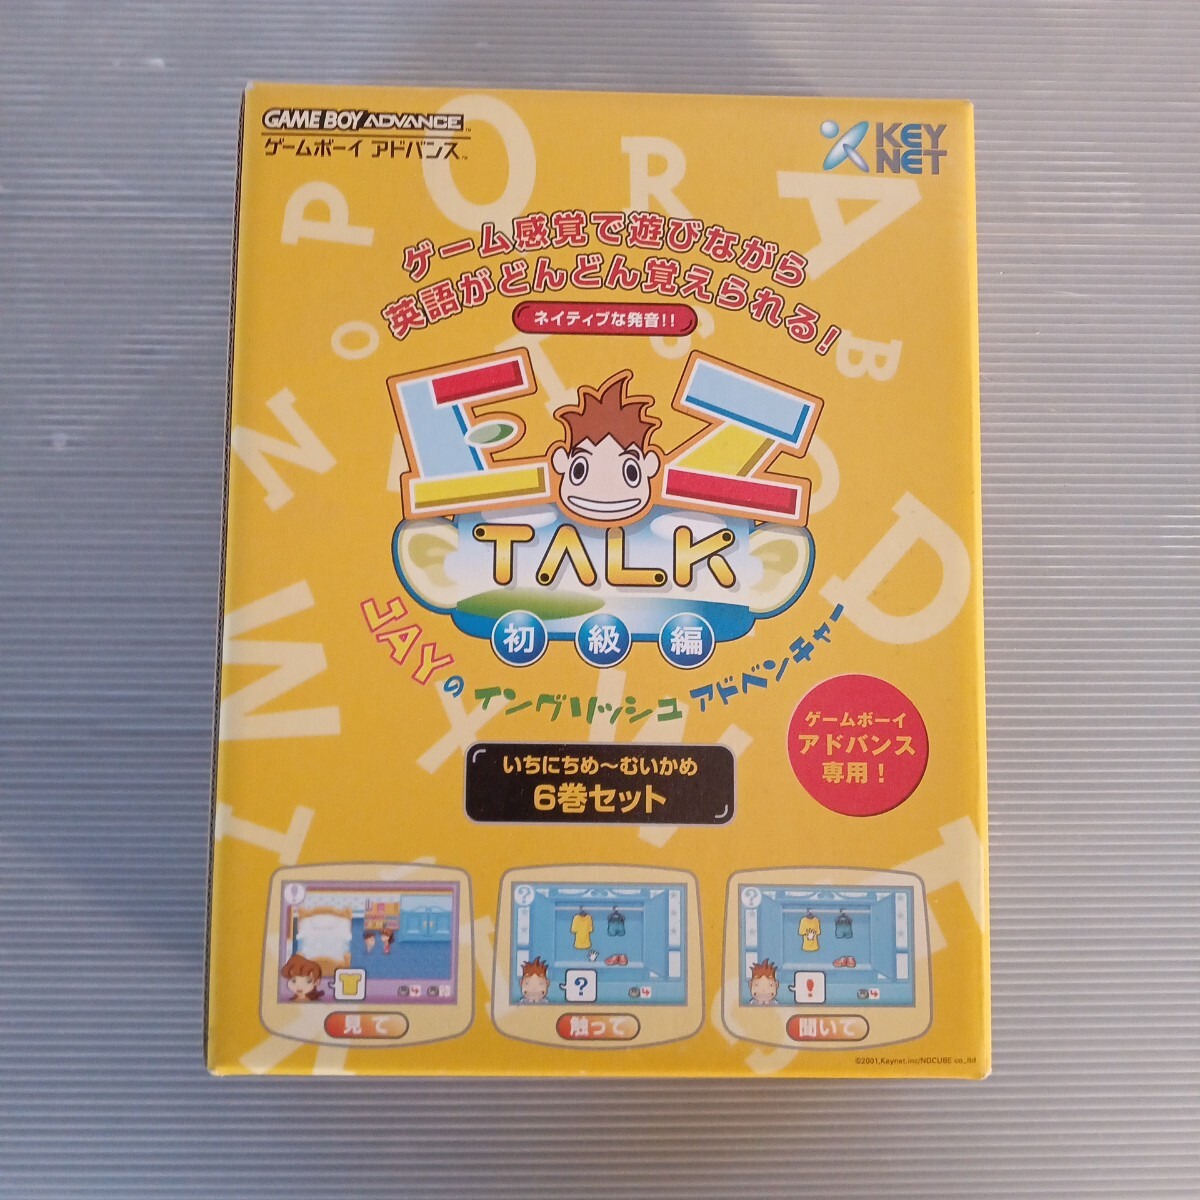 GAME BOY ADVANCE™
ゲームボーイ アドバンス™
KEY
NET
ゲーム感覚で遊びながら
英語がどんどん覚えられる!
ネイティブな発音!!
EZ
TALK
初級編
JAYのイングリッシュアドベンチャー
ゲームボーイ
アドバンス
専用!
いちにちめ〜むいかめ
6巻セット
?
?
?
!
見て
触って
聞いて
©2001,Keynet.inc/NDCUBE co.,ltd